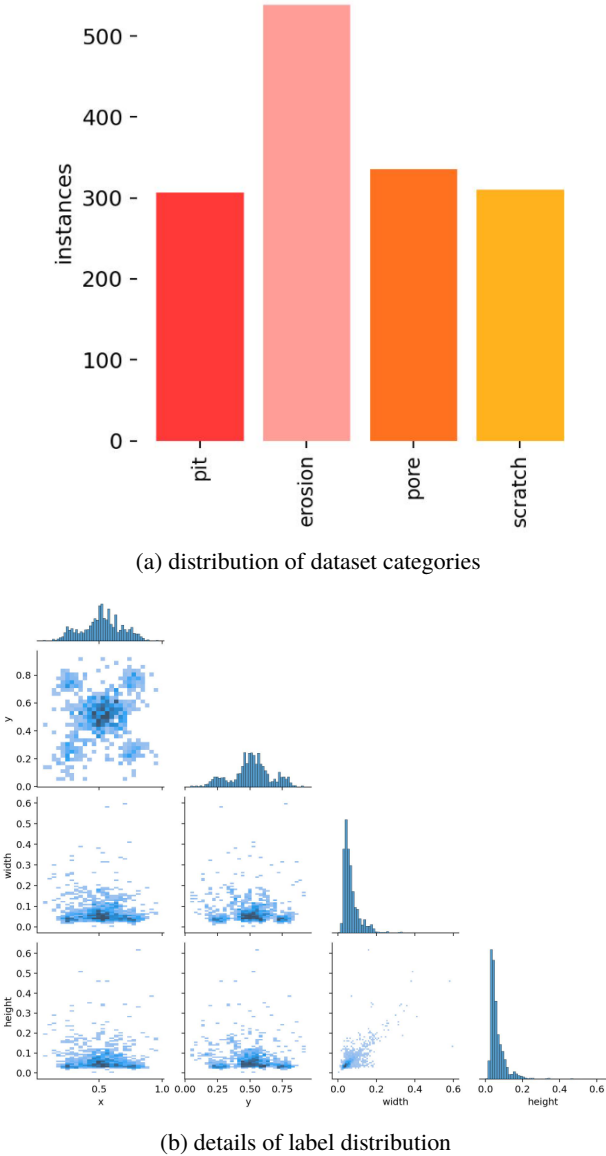 500
400
300
200
100
0
instances
pit
erosion
pore
scratch
(a) distribution of dataset categories
0.8
0.6
0.4
0.2
0.0
y
0.6
0.5
0.4
0.3
0.2
0.1
0.0
width
0.6
0.5
0.4
0.3
0.2
0.1
0.0
height
0.5 1.0
x
0.00 0.25 0.50 0.75
y
0.0 0.2 0.4 0.6
width
0.0 0.2 0.4 0.6
height
(b) details of label distribution